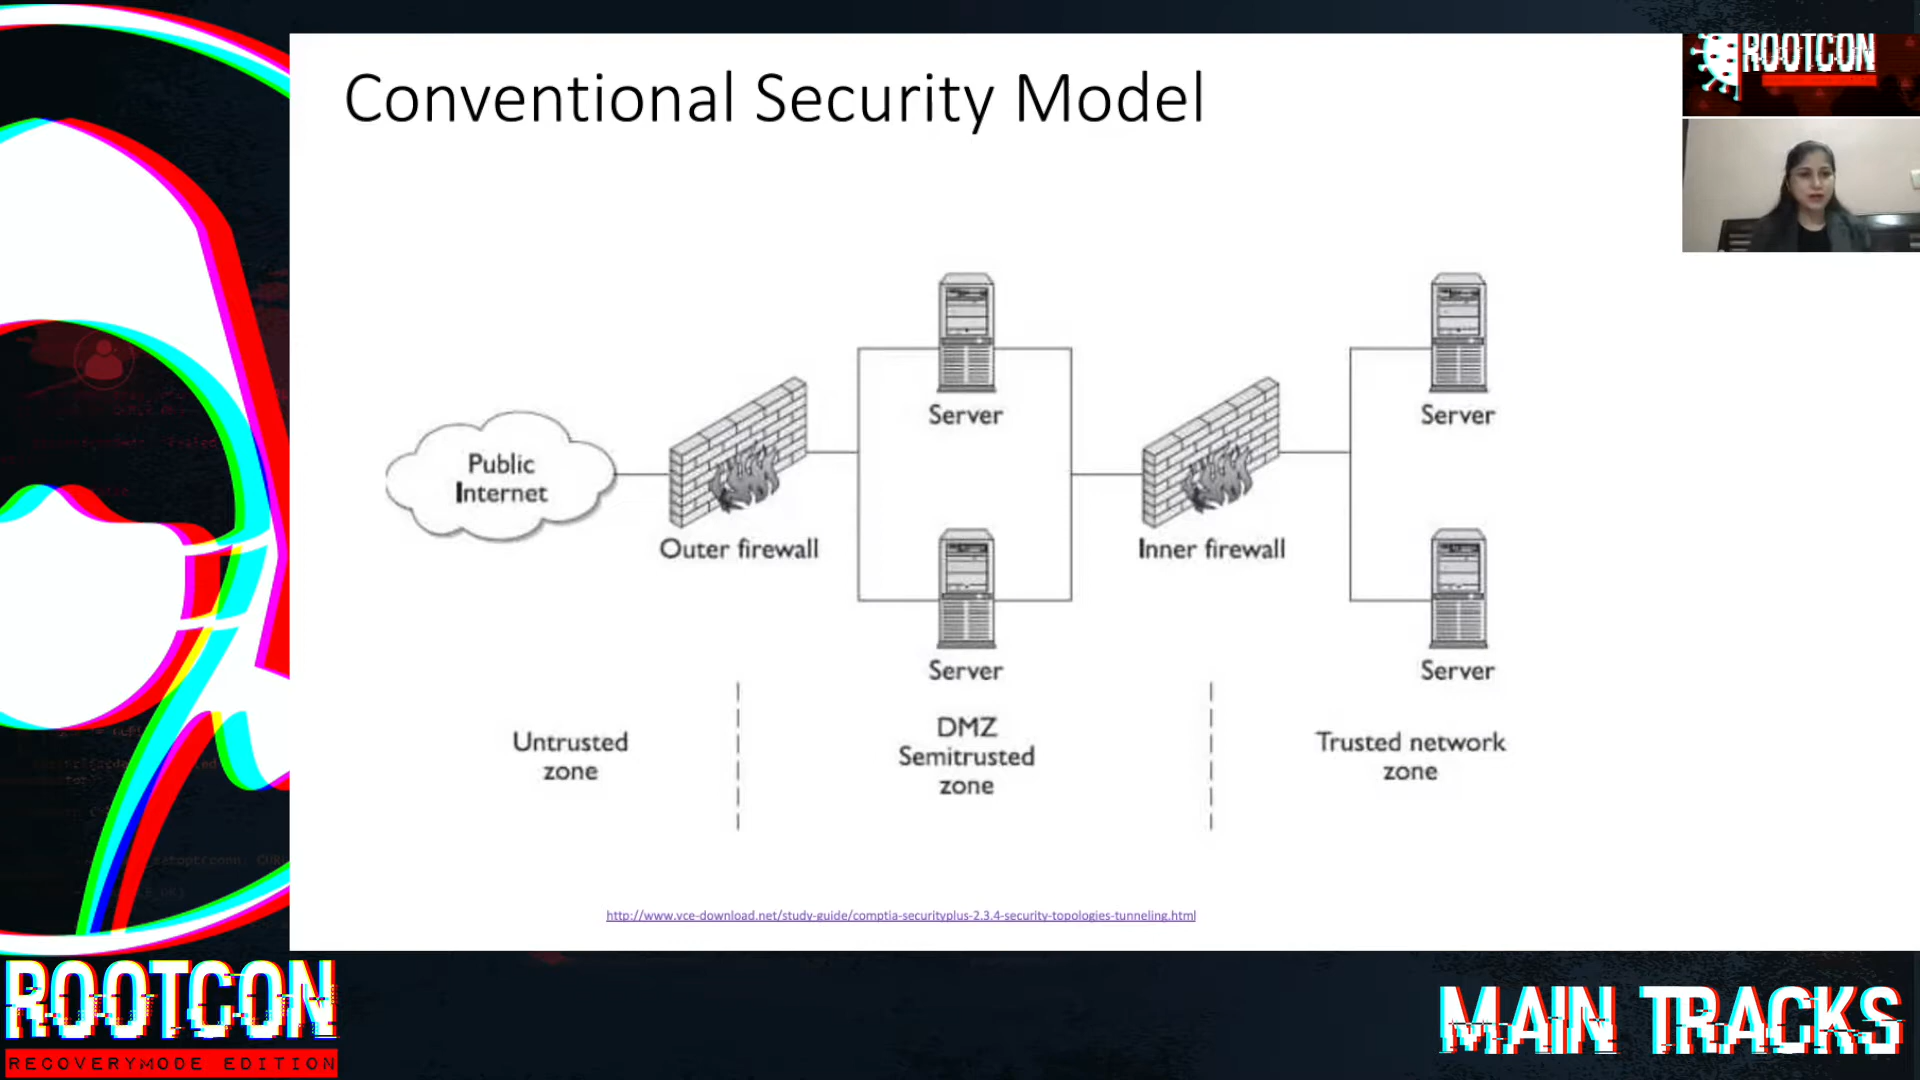 Conventional Security Model
ROOTCON
Server
Server
Public
Internet
Outer firewall
Inner firewall
Server
Server
Untrusted
zone
DMZ
Semitrusted
zone
Trusted network
zone
http://www.vce-download.net/study-guide/comptia-securityplus-2.3.4-security-topologies-tunneling.html
ROOTCON
RECOVERYMODE EDITION
MAIN TRACKS